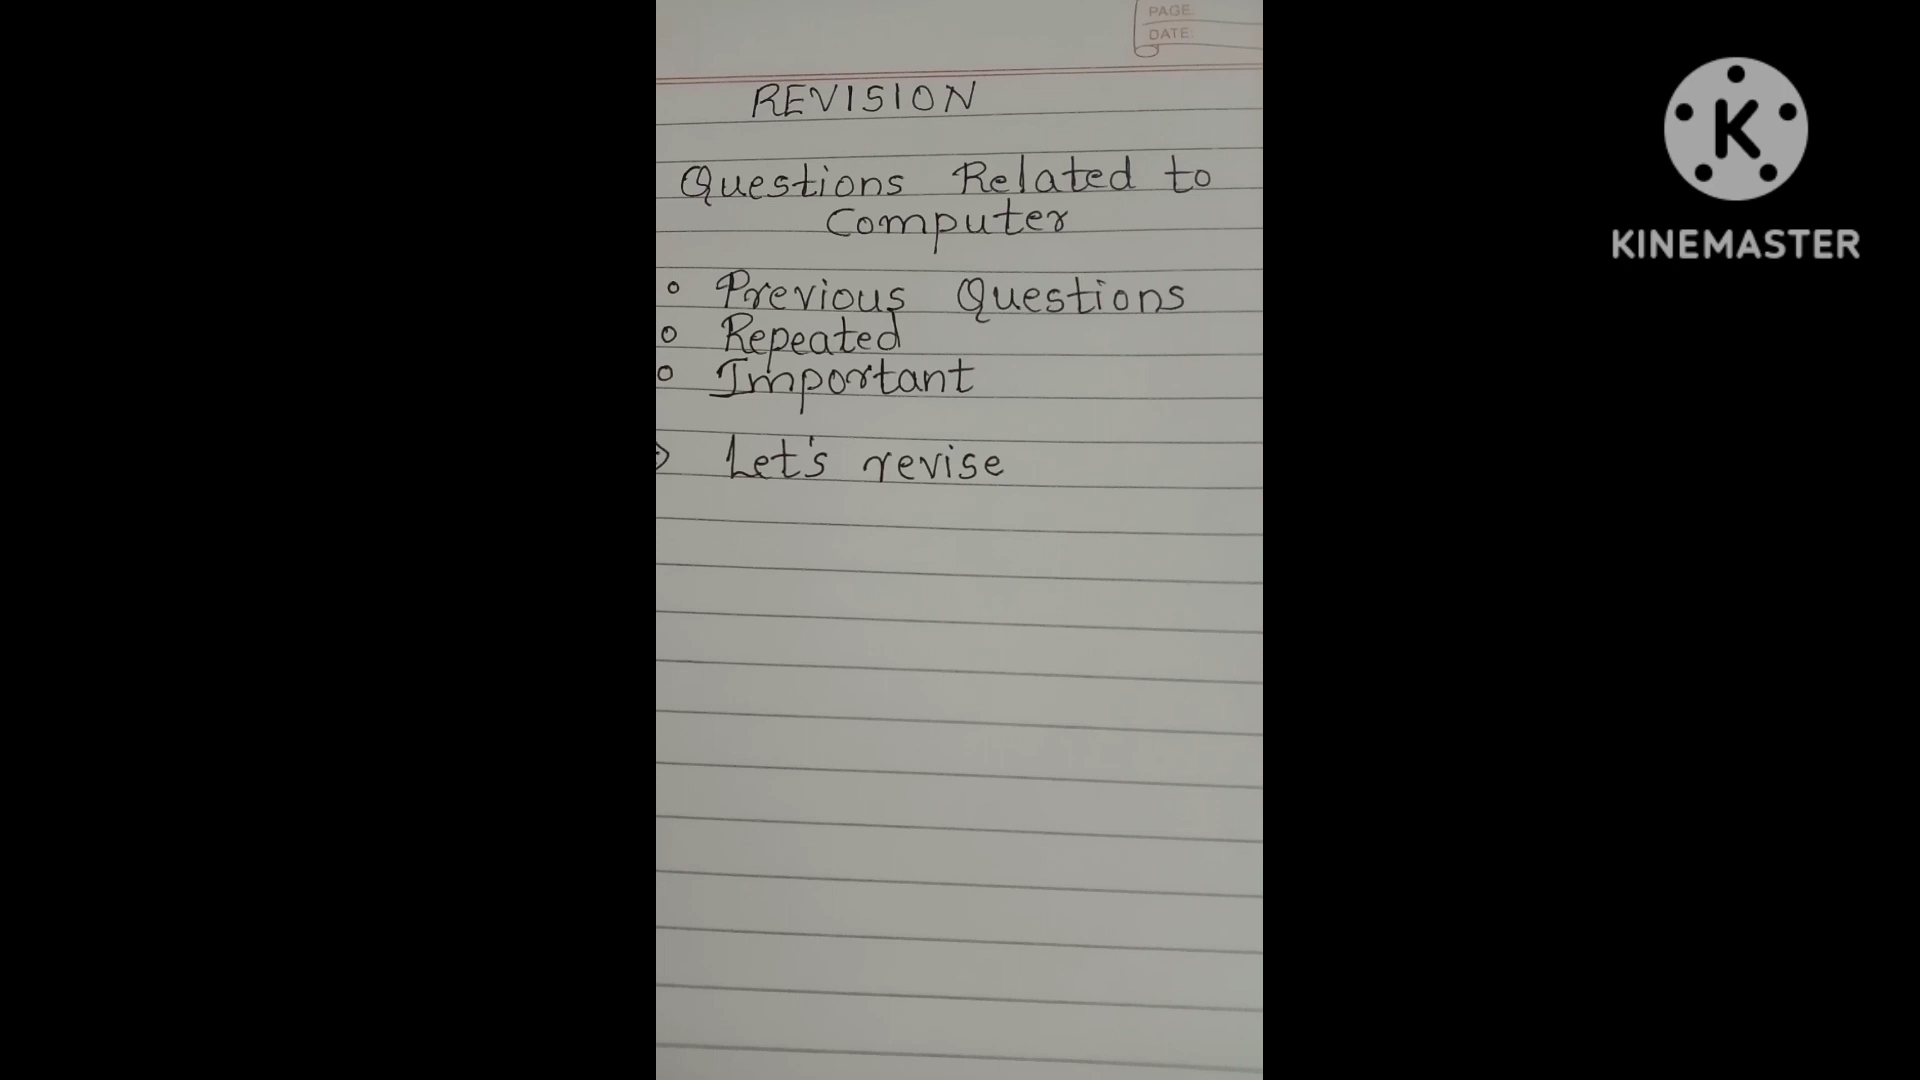 PAGE:
DATE:
REVISION
Questions Related to
Computer
Previous Questions
Repeated
Important
Let's revise
KINEMASTER